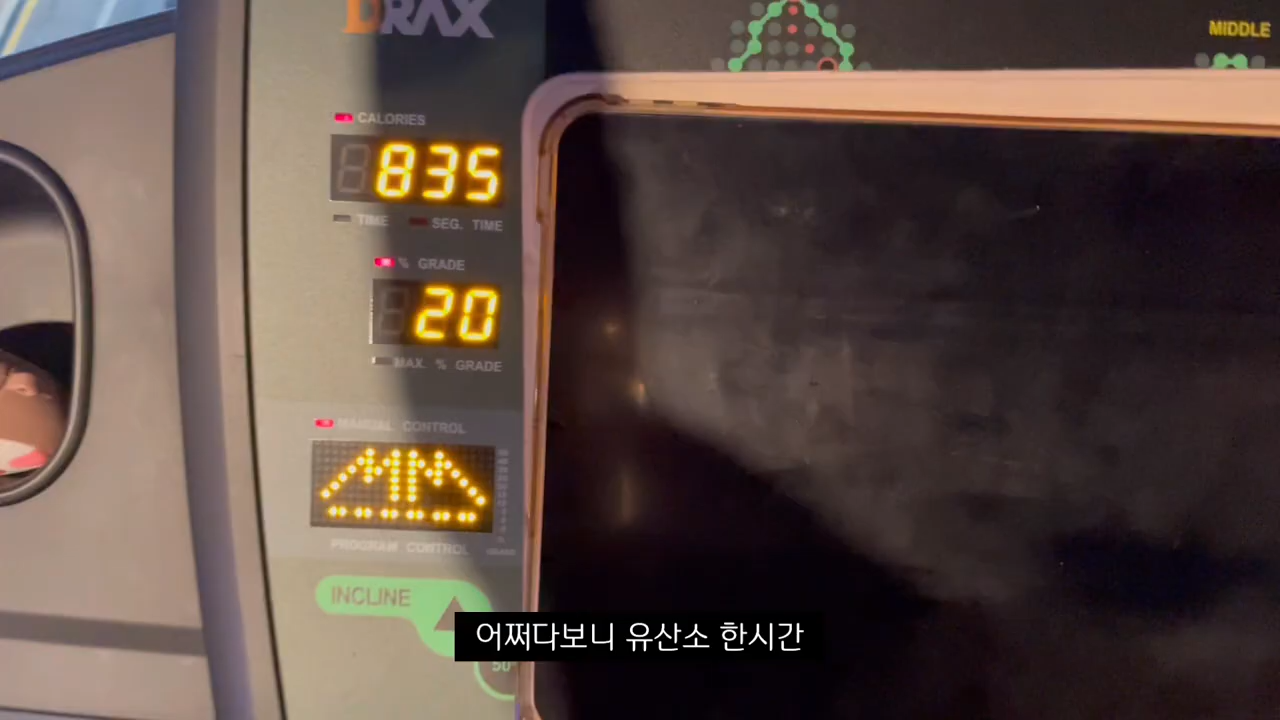 DRAX
MIDDLE
CALORIES
835
TIME SEG. TIME
% GRADE
20
MAX. % GRADE
MANUAL CONTROL
PROGRAM CONTROL
INCLINE
50
어쩌다보니 유산소 한시간